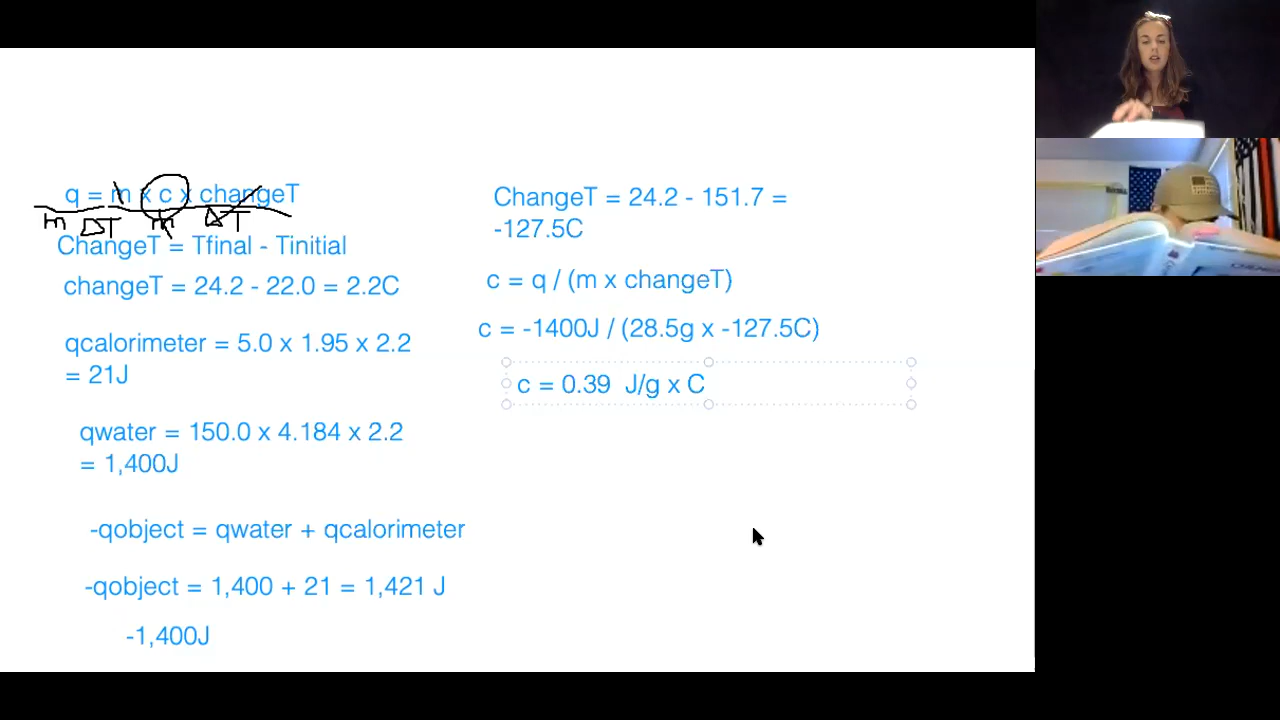 q = m x c x changeT
m ΔT m ΔT
ChangeT = Tfinal - Tinitial
changeT = 24.2 - 22.0 = 2.2C
qcalorimeter = 5.0 x 1.95 x 2.2
= 21J
qwater = 150.0 x 4.184 x 2.2
= 1,400J
-qobject = qwater + qcalorimeter
-qobject = 1,400 + 21 = 1,421 J
-1,400J
ChangeT = 24.2 - 151.7 =
-127.5C
c = q / (m x changeT)
c = -1400J / (28.5g x -127.5C)
c = 0.39  J/g x C